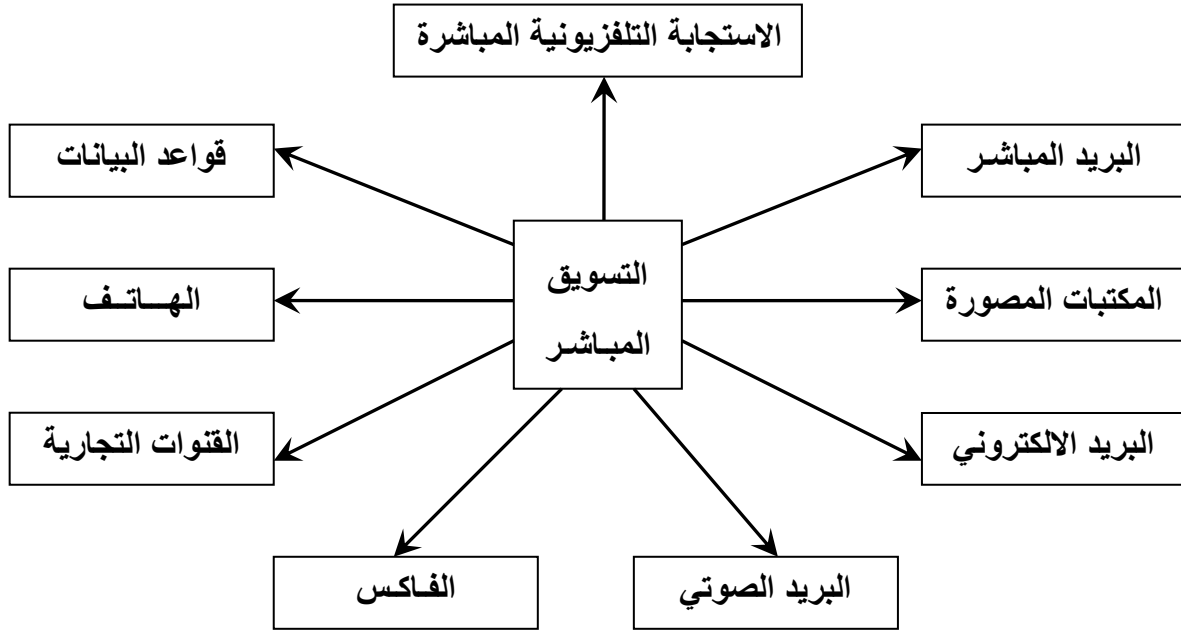 الاستجابة التلفزيونية المباشرة
البريد المباشر
قواعد البيانات
التسويق
المباشر
المكتبات المصورة
الهاتف
البريد الالكتروني
القنوات التجارية
البريد الصوتي
الفاكس